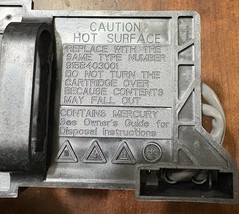 CAUTION
HOT SURFACE
REPLACE WITH THE
SAME TYPE NUMBER
DO NOT TURN THE
CARTRIDGE OVER
BECAUSE CONTENTS
MAY FALL OUT
CONTAINS MERCURY
See Owner's Guide for
Disposal Instructions